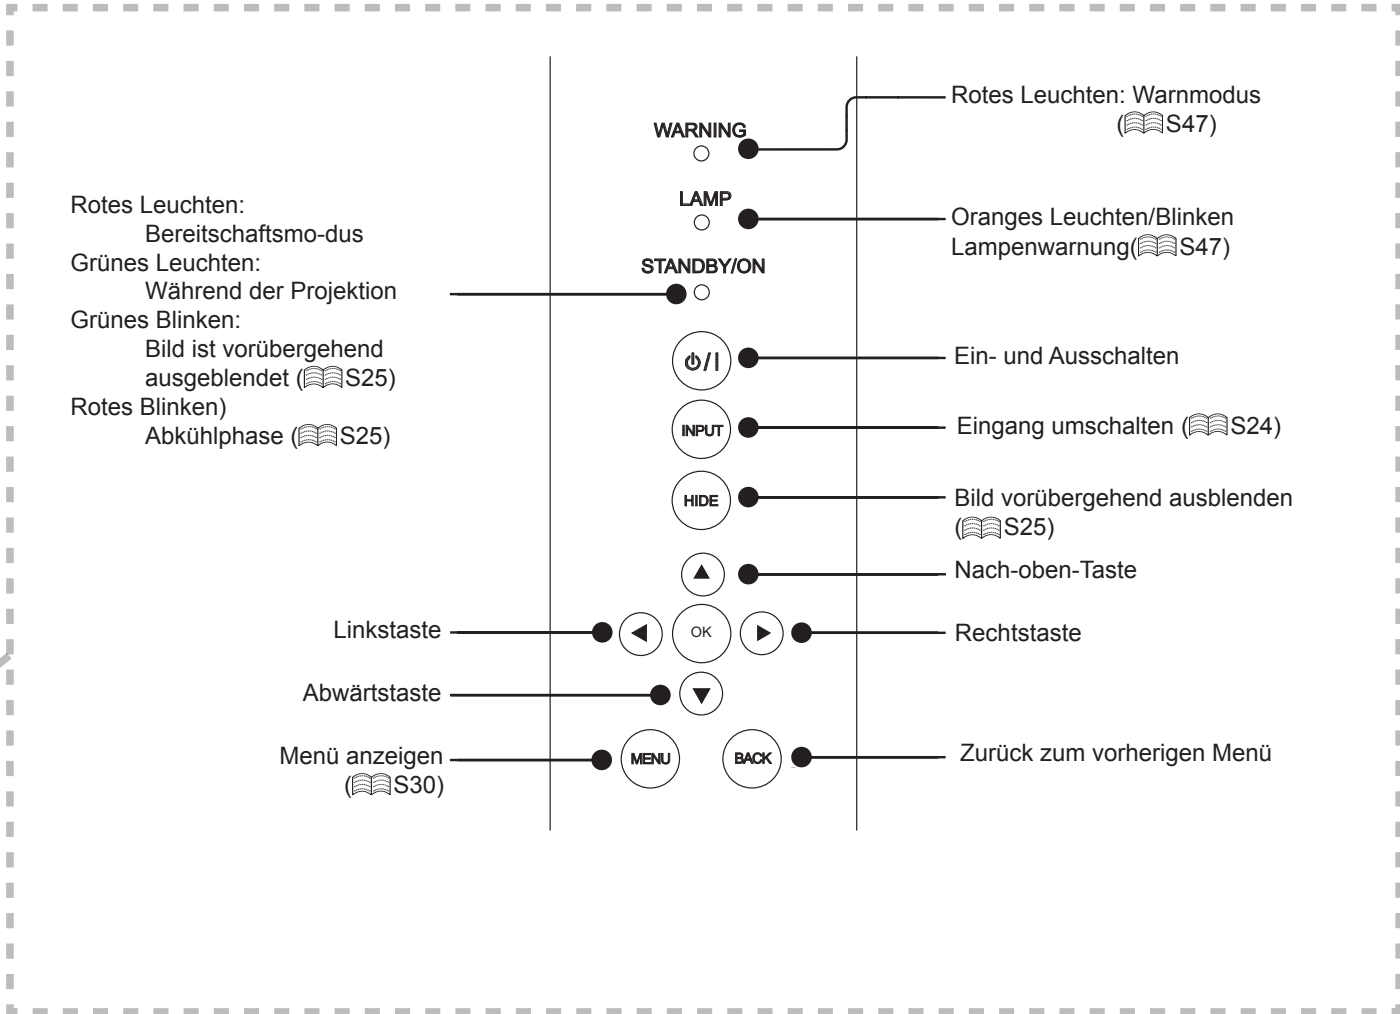 Rotes Leuchten: Warnmodus
(S47)
WARNING
LAMP
Oranges Leuchten/Blinken
Lampenwarnung(S47)
Rotes Leuchten:
Bereitschaftsmo-dus
Grünes Leuchten:
Während der Projektion
Grünes Blinken:
Bild ist vorübergehend
ausgeblendet (S25)
Rotes Blinken)
Abkühlphase (S25)
STANDBY/ON
⏻/|
Ein- und Ausschalten
INPUT
Eingang umschalten (S24)
HIDE
Bild vorübergehend ausblenden
(S25)
Nach-oben-Taste
Linkstaste
OK
Rechtstaste
Abwärtstaste
Menü anzeigen
(S30)
MENU
BACK
Zurück zum vorherigen Menü